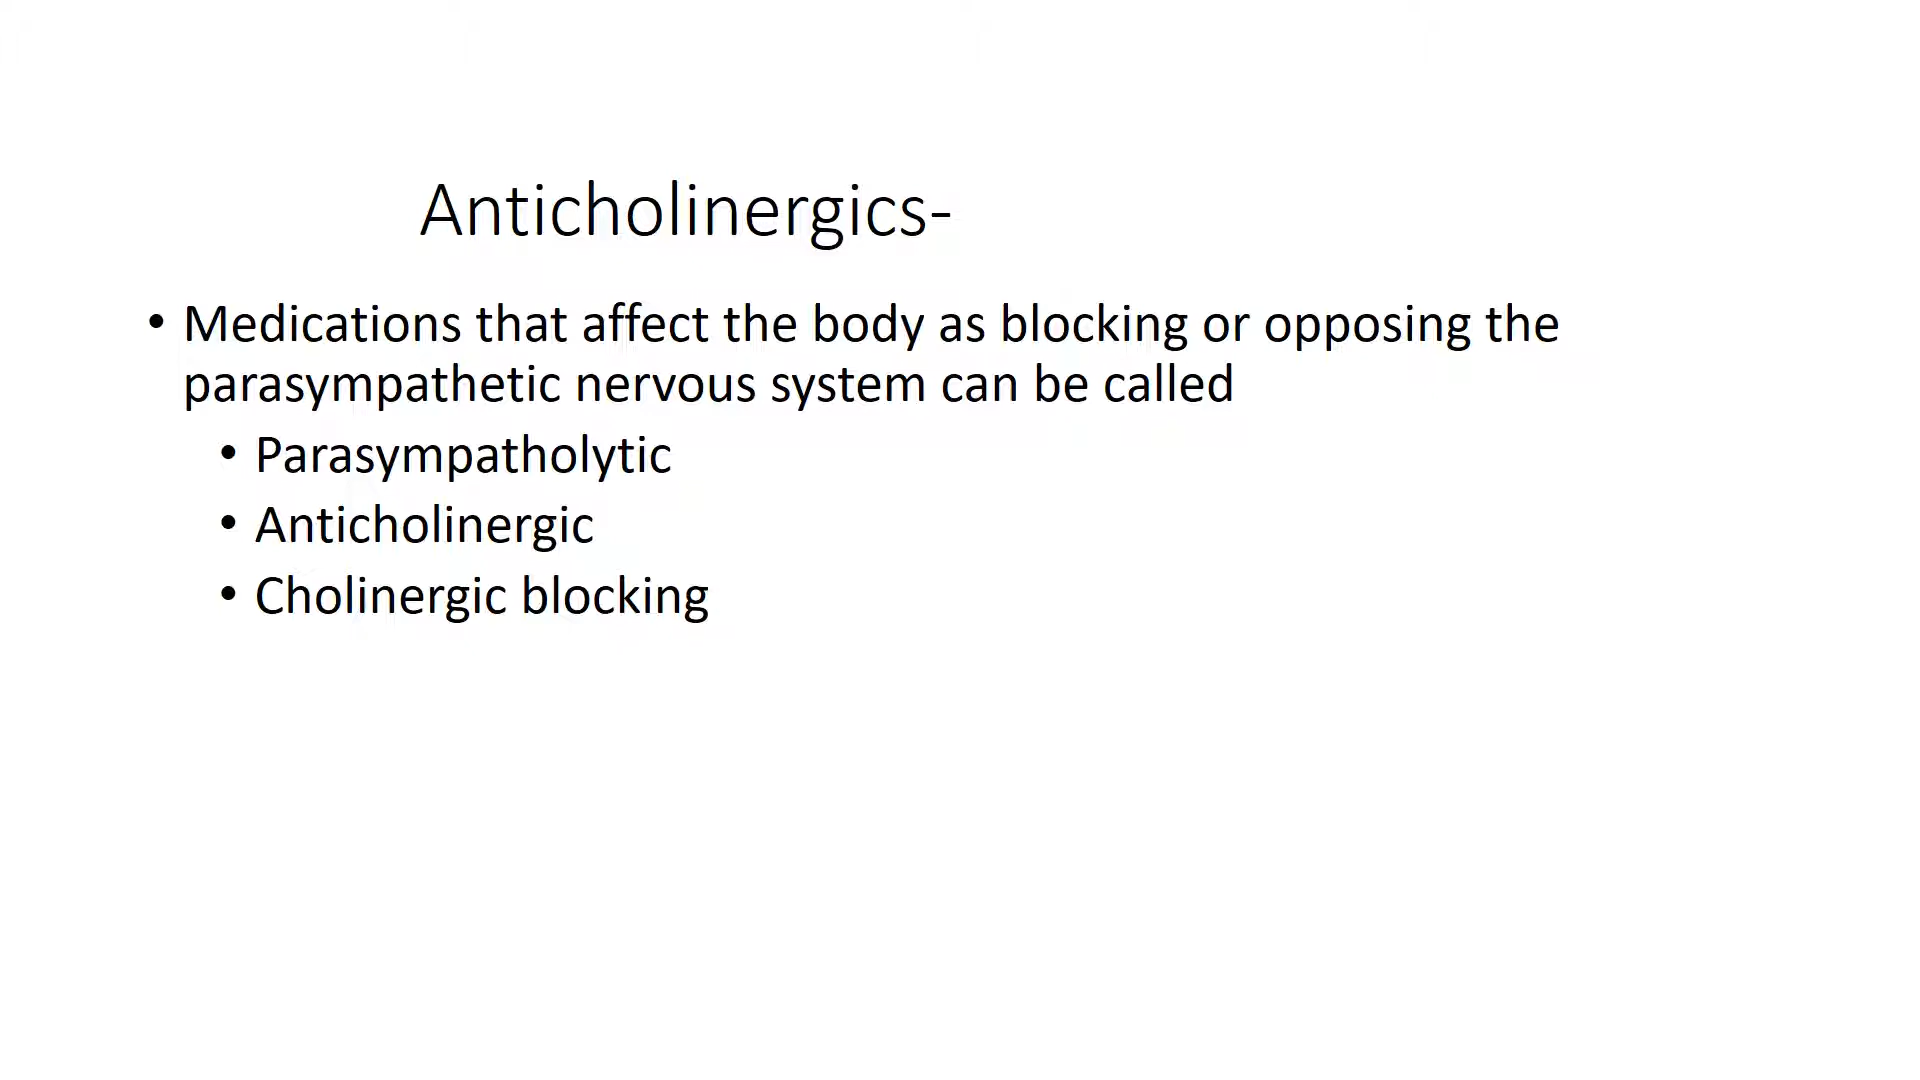 Anticholinergics-
• Medications that affect the body as blocking or opposing the
parasympathetic nervous system can be called
• Parasympatholytic
• Anticholinergic
• Cholinergic blocking